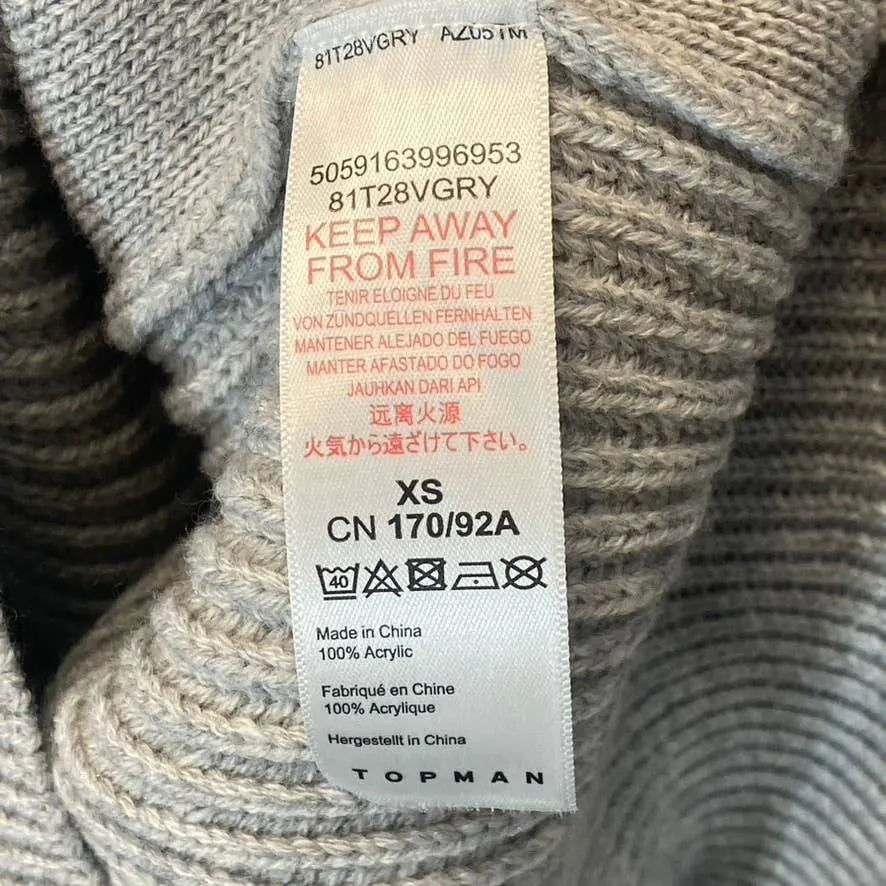 81T28VGRY AZ051M
5059163996953
81T28VGRY
KEEP AWAY
FROM FIRE
TENIR ELOIGNE DU FEU
VON ZÜNDQUELLEN FERNHALTEN
MANTENER ALEJADO DEL FUEGO
MANTER AFASTADO DO FOGO
JAUHKAN DARI API
远离火源
火気から遠ざけて下さい。
XS
CN 170/92A
40
Made in China
100% Acrylic
Fabriqué en Chine
100% Acrylique
Hergestellt in China
TOPMAN